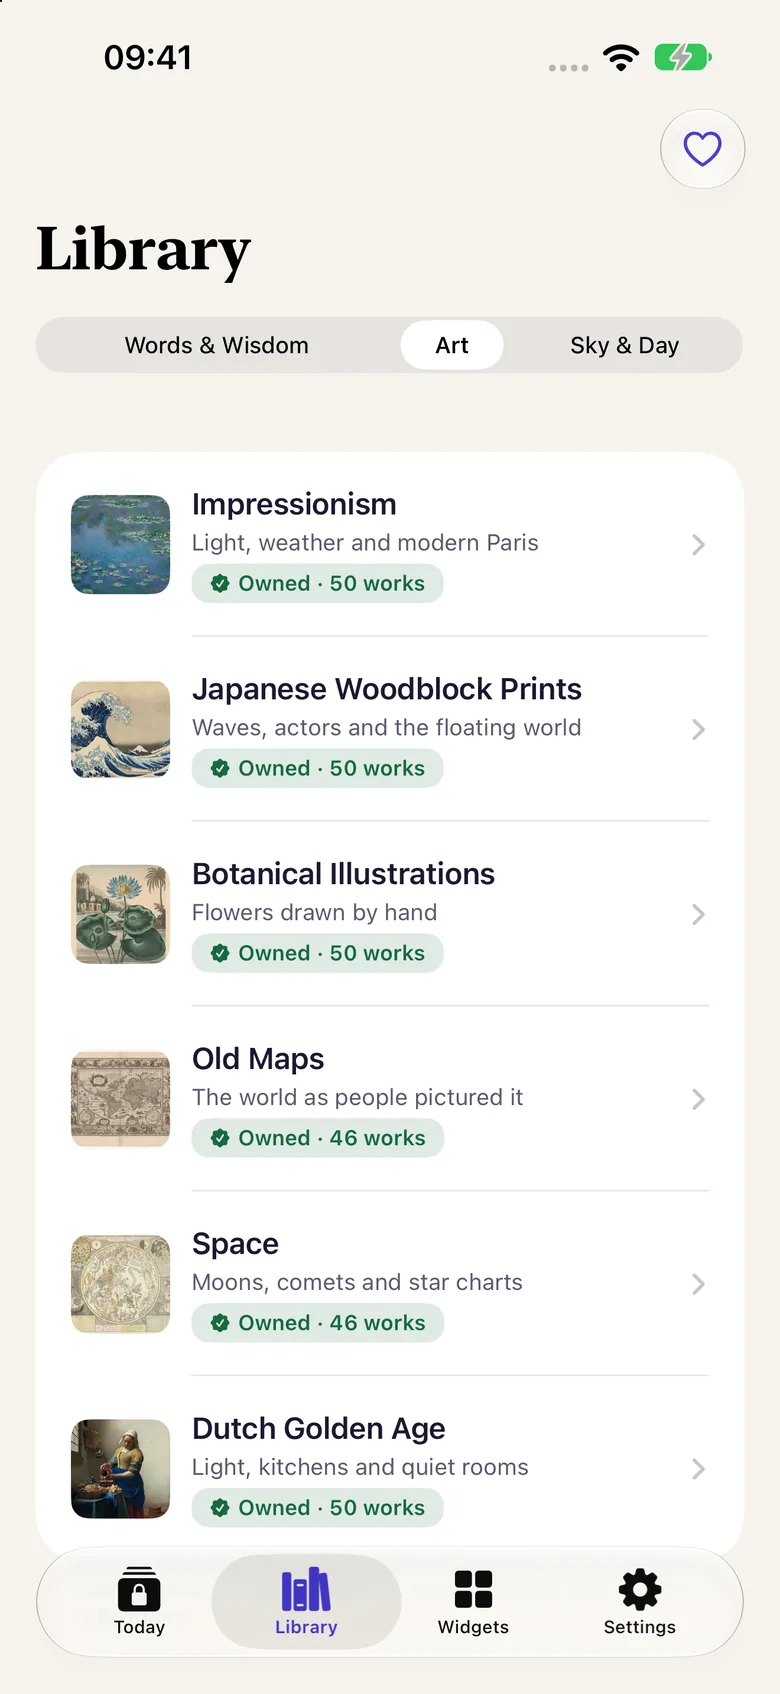 09:41
Library
Words & Wisdom
Art
Sky & Day
Impressionism
Light, weather and modern Paris
Owned · 50 works
Japanese Woodblock Prints
Waves, actors and the floating world
Owned · 50 works
Botanical Illustrations
Flowers drawn by hand
Owned · 50 works
Old Maps
The world as people pictured it
Owned · 46 works
Space
Moons, comets and star charts
Owned · 46 works
Dutch Golden Age
Light, kitchens and quiet rooms
Owned · 50 works
Today
Library
Widgets
Settings